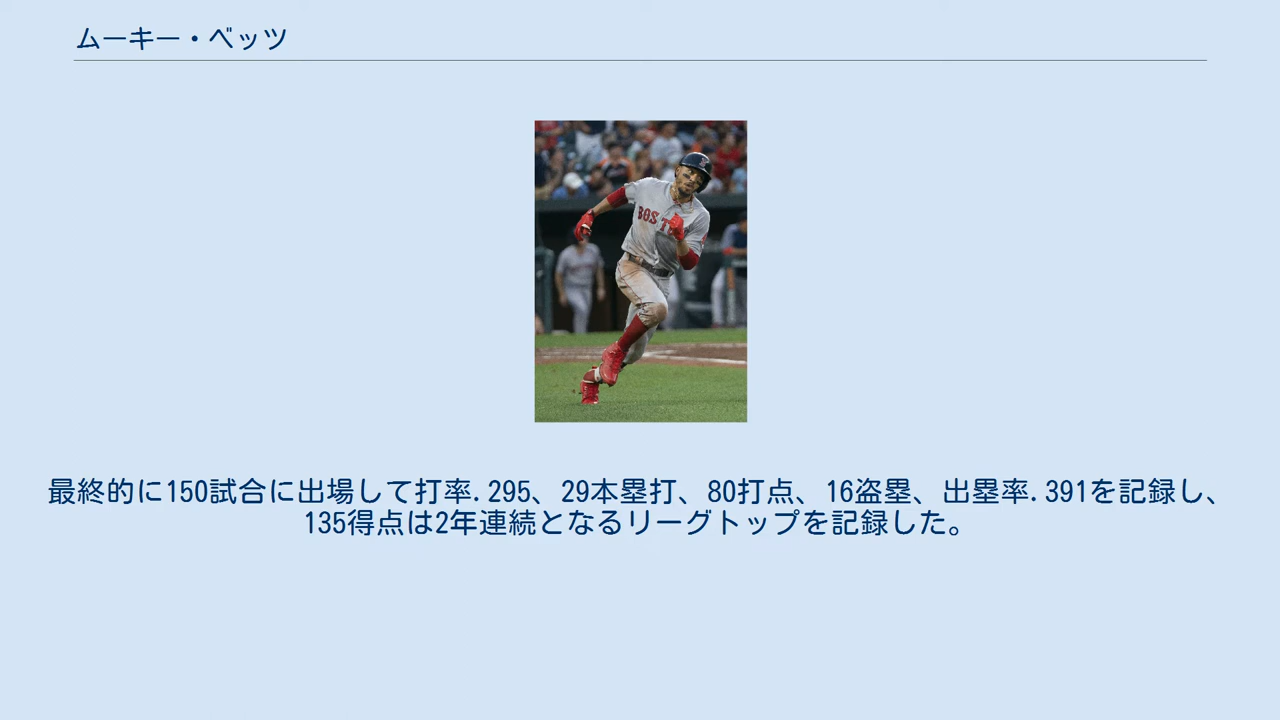 ムーキー・ベッツ
BOSTO
最終的に150試合に出場して打率.295、29本塁打、80打点、16盗塁、出塁率.391を記録し、
135得点は2年連続となるリーグトップを記録した。